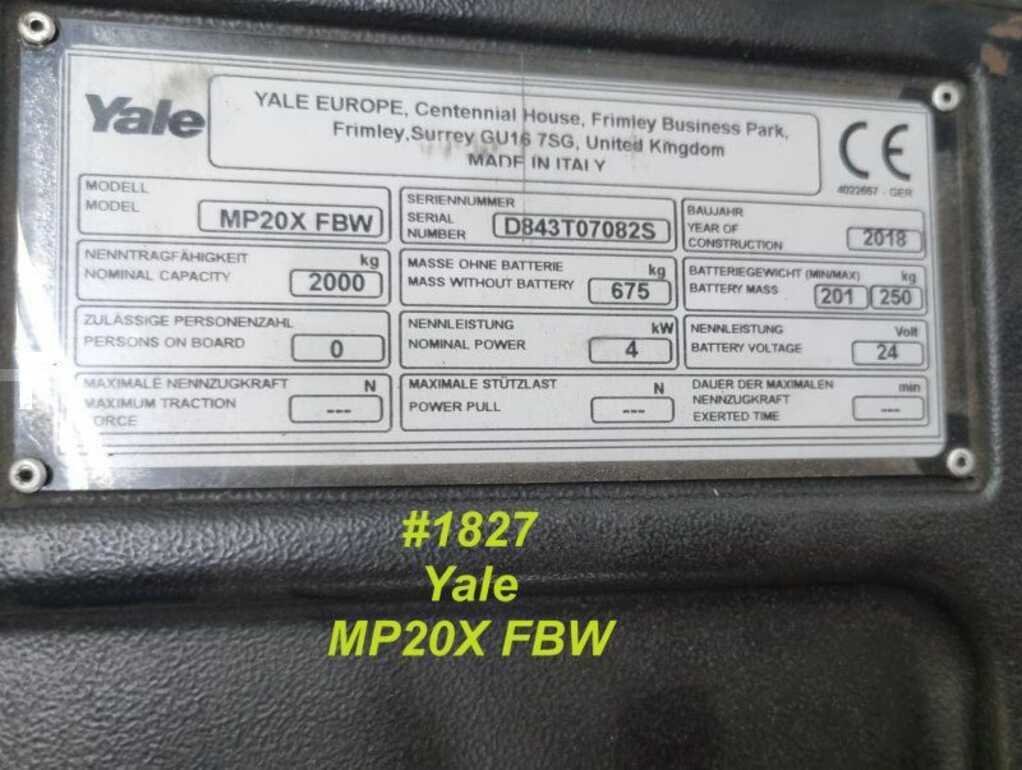 Yale
YALE EUROPE, Centennial House, Frimley Business Park,
Frimley,Surrey GU16 7SG, United Kingdom
MADE IN ITALY
CE
4022667 - GER
MODELL
MODEL
MP20X FBW
SERIENNUMMER
SERIAL
NUMBER
D843T07082S
BAUJAHR
YEAR OF
CONSTRUCTION
2018
NENNTRAGFÄHIGKEIT kg
NOMINAL CAPACITY 2000
MASSE OHNE BATTERIE kg
MASS WITHOUT BATTERY 675
BATTERIEGEWICHT (MIN/MAX) kg
BATTERY MASS 201 250
ZULÄSSIGE PERSONENZAHL
PERSONS ON BOARD 0
NENNLEISTUNG kW
NOMINAL POWER 4
NENNLEISTUNG Volt
BATTERY VOLTAGE 24
MAXIMALE NENNZUGKRAFT N
MAXIMUM TRACTION
FORCE ---
MAXIMALE STÜTZLAST N
POWER PULL ---
DAUER DER MAXIMALEN min
NENNZUGKRAFT
EXERTED TIME ---
#1827
Yale
MP20X FBW